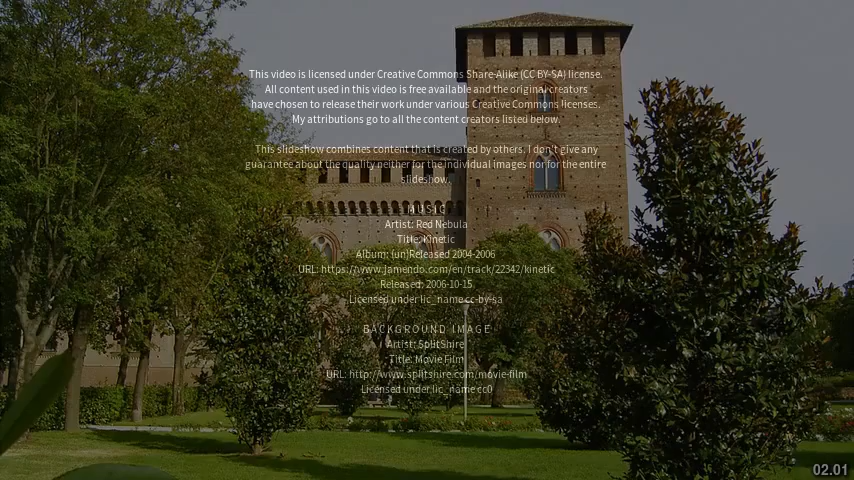 This video is licensed under Creative Commons Share-Alike (CC BY-SA) license.
All content used in this video is free available and the original creators
have chosen to release their work under various Creative Commons licenses.
My attributions go to all the content creators listed below.
This slideshow combines content that is created by others. I don't give any
guarantee about the quality neither for the individual images nor for the entire
slideshow.
MUSIC
Artist: Red Nebula
Title: Kinetic
Album: (un)Released 2004-2006
URL: https://www.jamendo.com/en/track/22342/kinetic
Released: 2006-10-15
Licensed under lic_name cc-by-sa
BACKGROUND IMAGE
Artist: SplitShire
Title: Movie Film
URL: http://www.splitshire.com/movie-film
Licensed under lic_name cc0
02.01